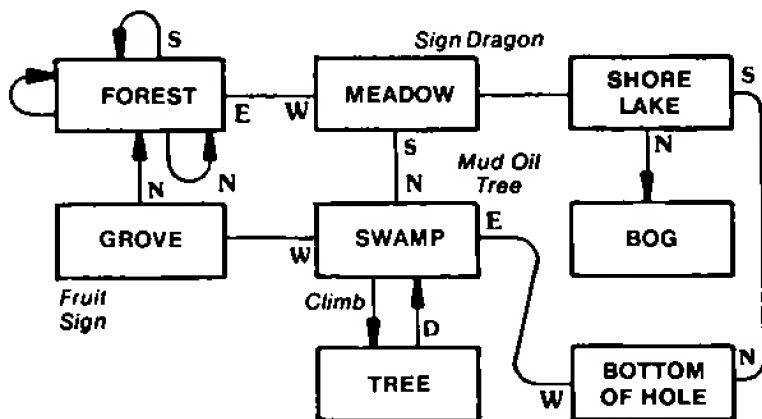 S
Sign Dragon
FOREST
E
W
MEADOW
SHORE
LAKE
S
N
S
N
N
Mud Oil
Tree
N
GROVE
W
SWAMP
E
BOG
Fruit
Sign
Climb
D
TREE
W
BOTTOM
OF HOLE
N